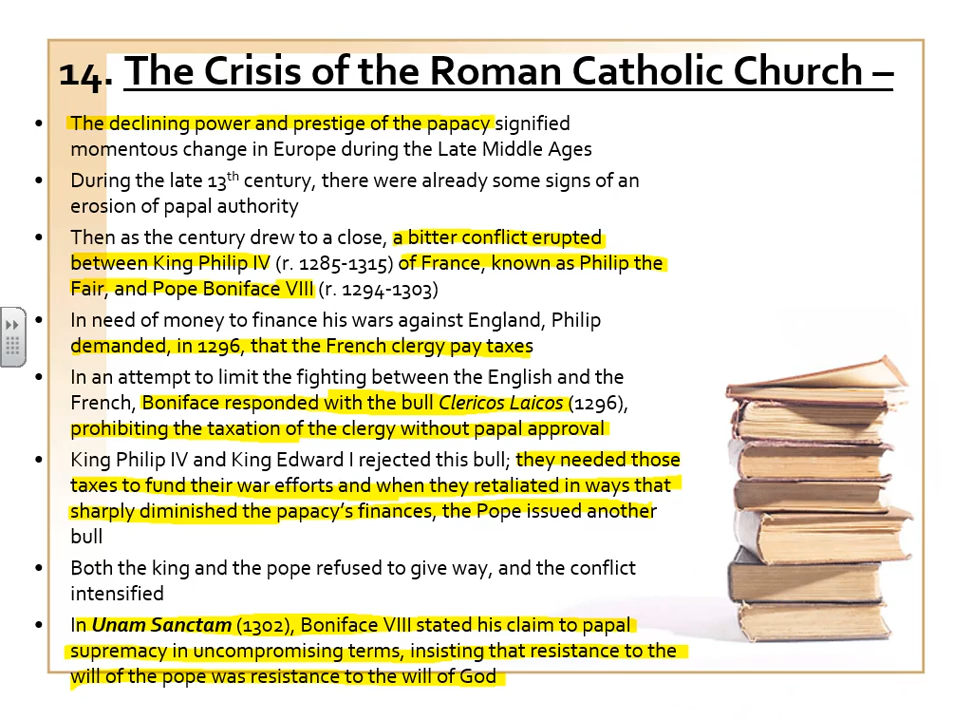 14. The Crisis of the Roman Catholic Church –
• The declining power and prestige of the papacy signified
momentous change in Europe during the Late Middle Ages
• During the late 13th century, there were already some signs of an
erosion of papal authority
• Then as the century drew to a close, a bitter conflict erupted
between King Philip IV (r. 1285-1315) of France, known as Philip the
Fair, and Pope Boniface VIII (r. 1294-1303)
• In need of money to finance his wars against England, Philip
demanded, in 1296, that the French clergy pay taxes
• In an attempt to limit the fighting between the English and the
French, Boniface responded with the bull Clericos Laicos (1296),
prohibiting the taxation of the clergy without papal approval
• King Philip IV and King Edward I rejected this bull; they needed those
taxes to fund their war efforts and when they retaliated in ways that
sharply diminished the papacy's finances, the Pope issued another
bull
• Both the king and the pope refused to give way, and the conflict
intensified
• In Unam Sanctam (1302), Boniface VIII stated his claim to papal
supremacy in uncompromising terms, insisting that resistance to the
will of the pope was resistance to the will of God